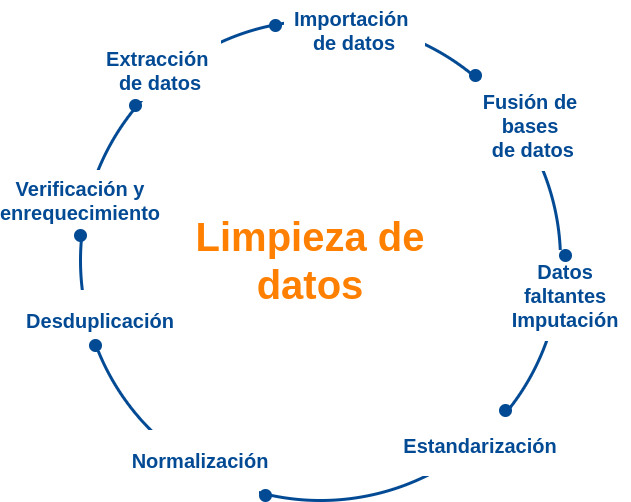 Importación
de datos
Fusión de
bases
de datos
Datos
faltantes
Imputación
Estandarización
Normalización
Desduplicación
Verificación y
enrequecimiento
Extracción
de datos
Limpieza de
datos